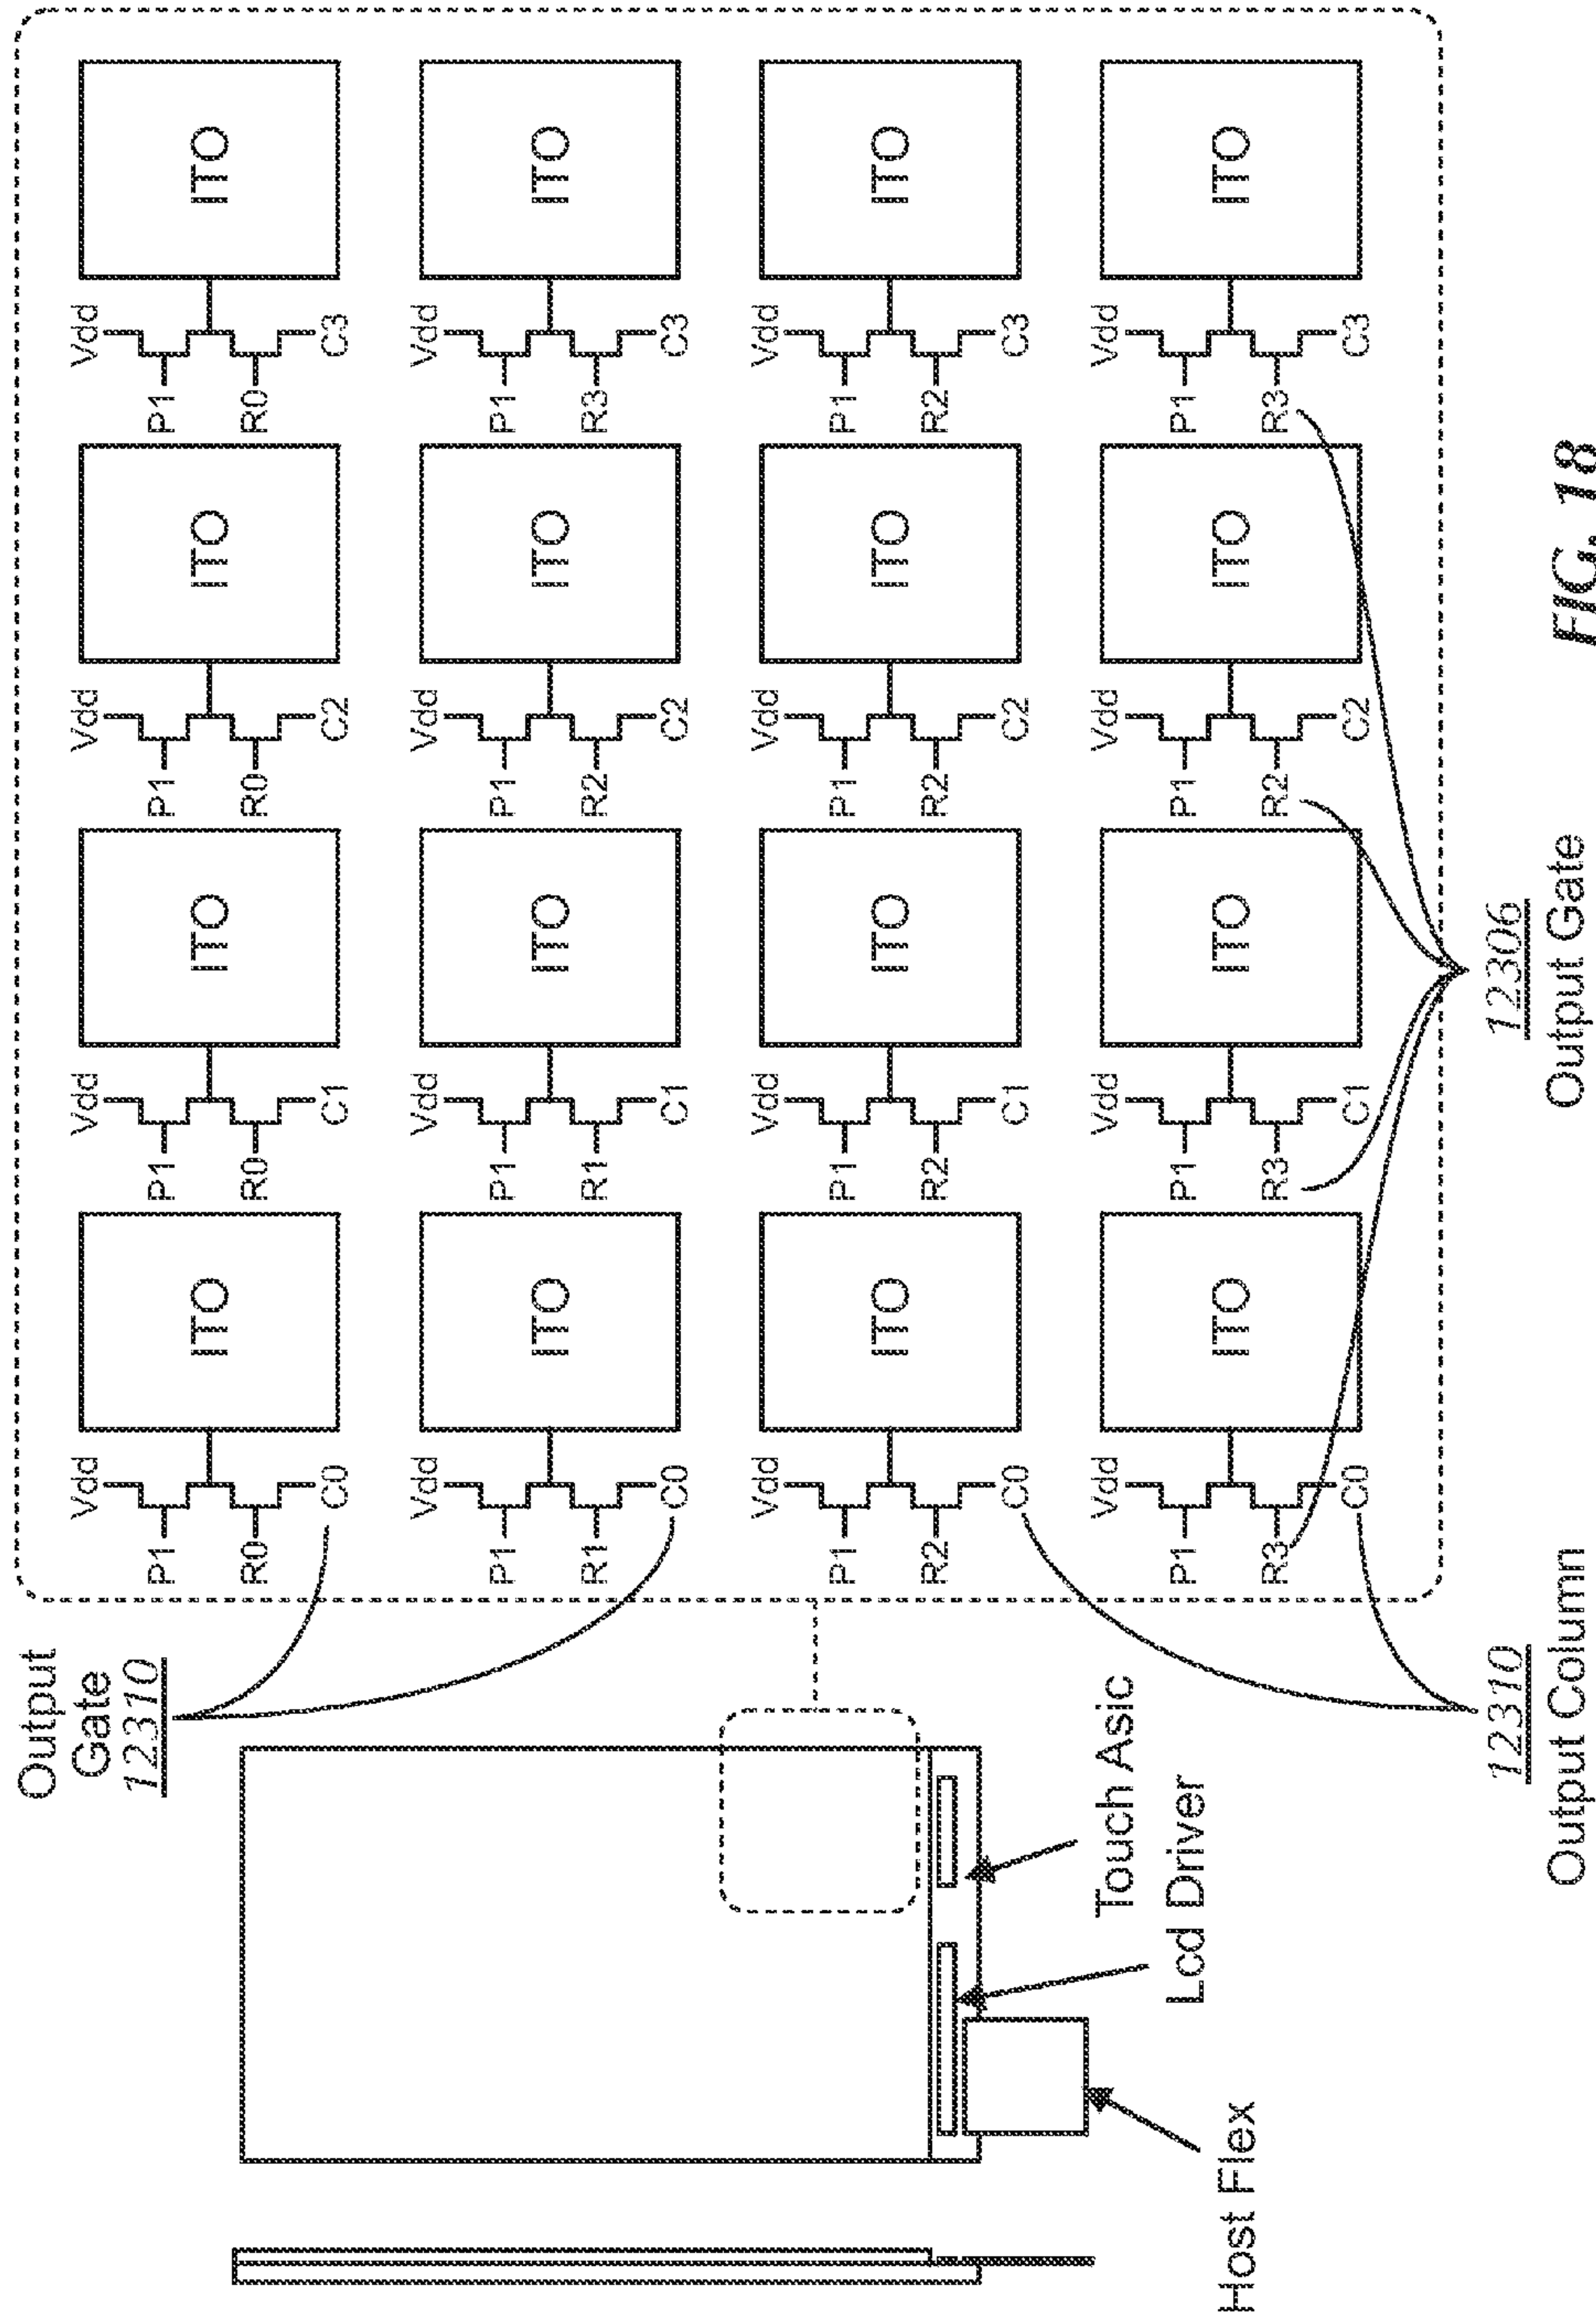 Output
Gate
12310
Vdd Vdd Vdd Vdd
P1 P1 P1 P1
ITO ITO ITO ITO
R0 R0 R0 R0
C0 C1 C2 C3
Vdd Vdd Vdd Vdd
P1 P1 P1 P1
ITO ITO ITO ITO
R1 R1 R2 R3
C0 C1 C2 C3
Vdd Vdd Vdd Vdd
P1 P1 P1 P1
ITO ITO ITO ITO
R2 R2 R2 R2
C0 C1 C2 C3
Vdd Vdd Vdd Vdd
P1 P1 P1 P1
ITO ITO ITO ITO
R3 R3 R2 R3
C0 C1 C2 C3
Touch Asic
Lcd Driver
Host Flex
12310
Output Column
12306
Output Gate
FIG. 18